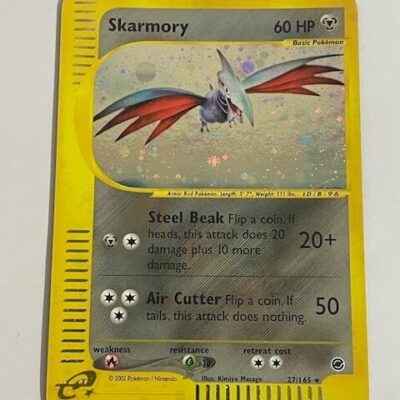 Skarmory 60 HP
Basic Pokémon
Armor Bird Pokémon. Length: 5' 7", Weight: 111 lbs. ID-B-96
Steel Beak Flip a coin. If
heads, this attack does 20 20+
damage plus 10 more
damage.
Air Cutter Flip a coin. If 50
tails, this attack does nothing.
weakness resistance retreat cost
© 2002 Pokémon / Nintendo Illus. Kimiya Masago 27/165 ★
e